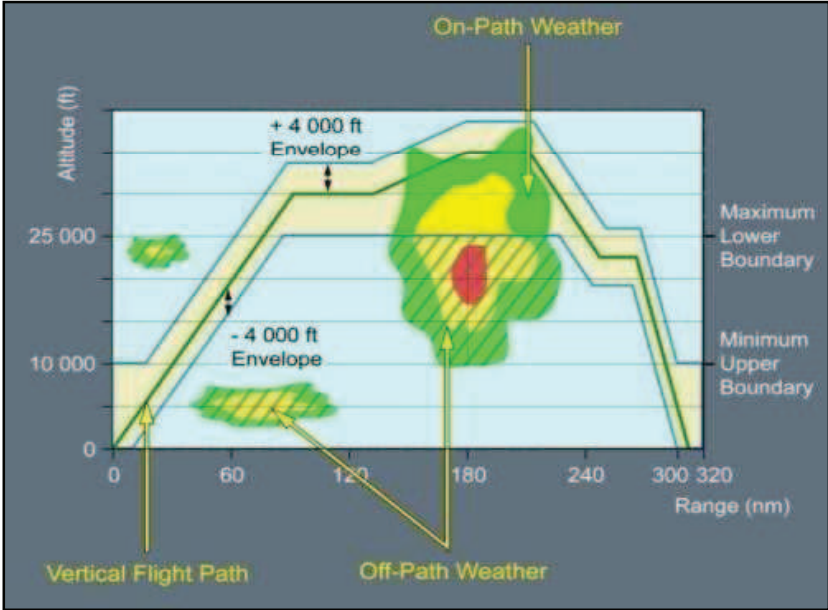 On-Path Weather
Altitude (ft)
+ 4 000 ft
Envelope
25 000
Maximum
Lower
Boundary
- 4 000 ft
Envelope
10 000
Minimum
Upper
Boundary
0
0 60 120 180 240 300 320
Range (nm)
Vertical Flight Path
Off-Path Weather